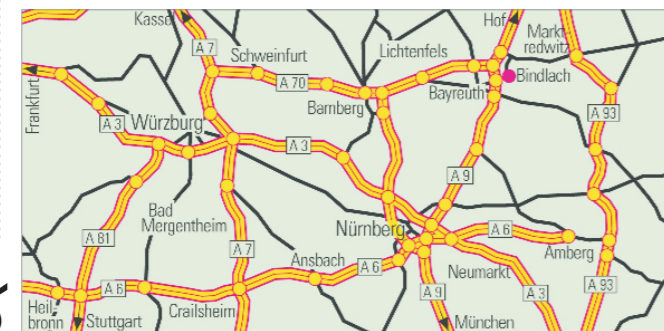 Kassel
Hof
Markt-
redwitz
A 7
Schweinfurt
Lichtenfels
Frankfurt
A 70
Bindlach
Bamberg
Bayreuth
A 93
A 3
Würzburg
A 3
A 9
Bad
Mergentheim
Nürnberg
A 81
A 7
A 6
Ansbach
A 6
Amberg
Neumarkt
A 6
A 93
Heil
bronn
Crailsheim
A 9
A 3
Stuttgart
München